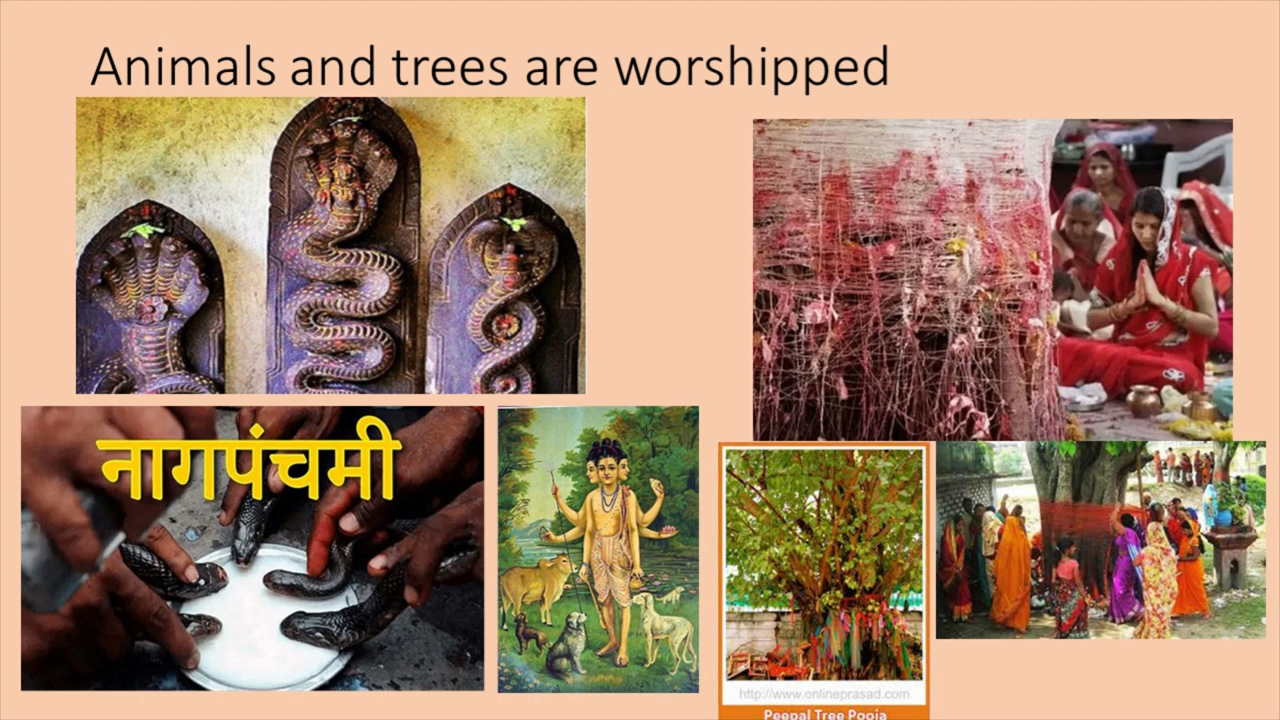 Animals and trees are worshipped
नागपंचमी
http://www.onlineprasad.com
Peepal Tree Pooja